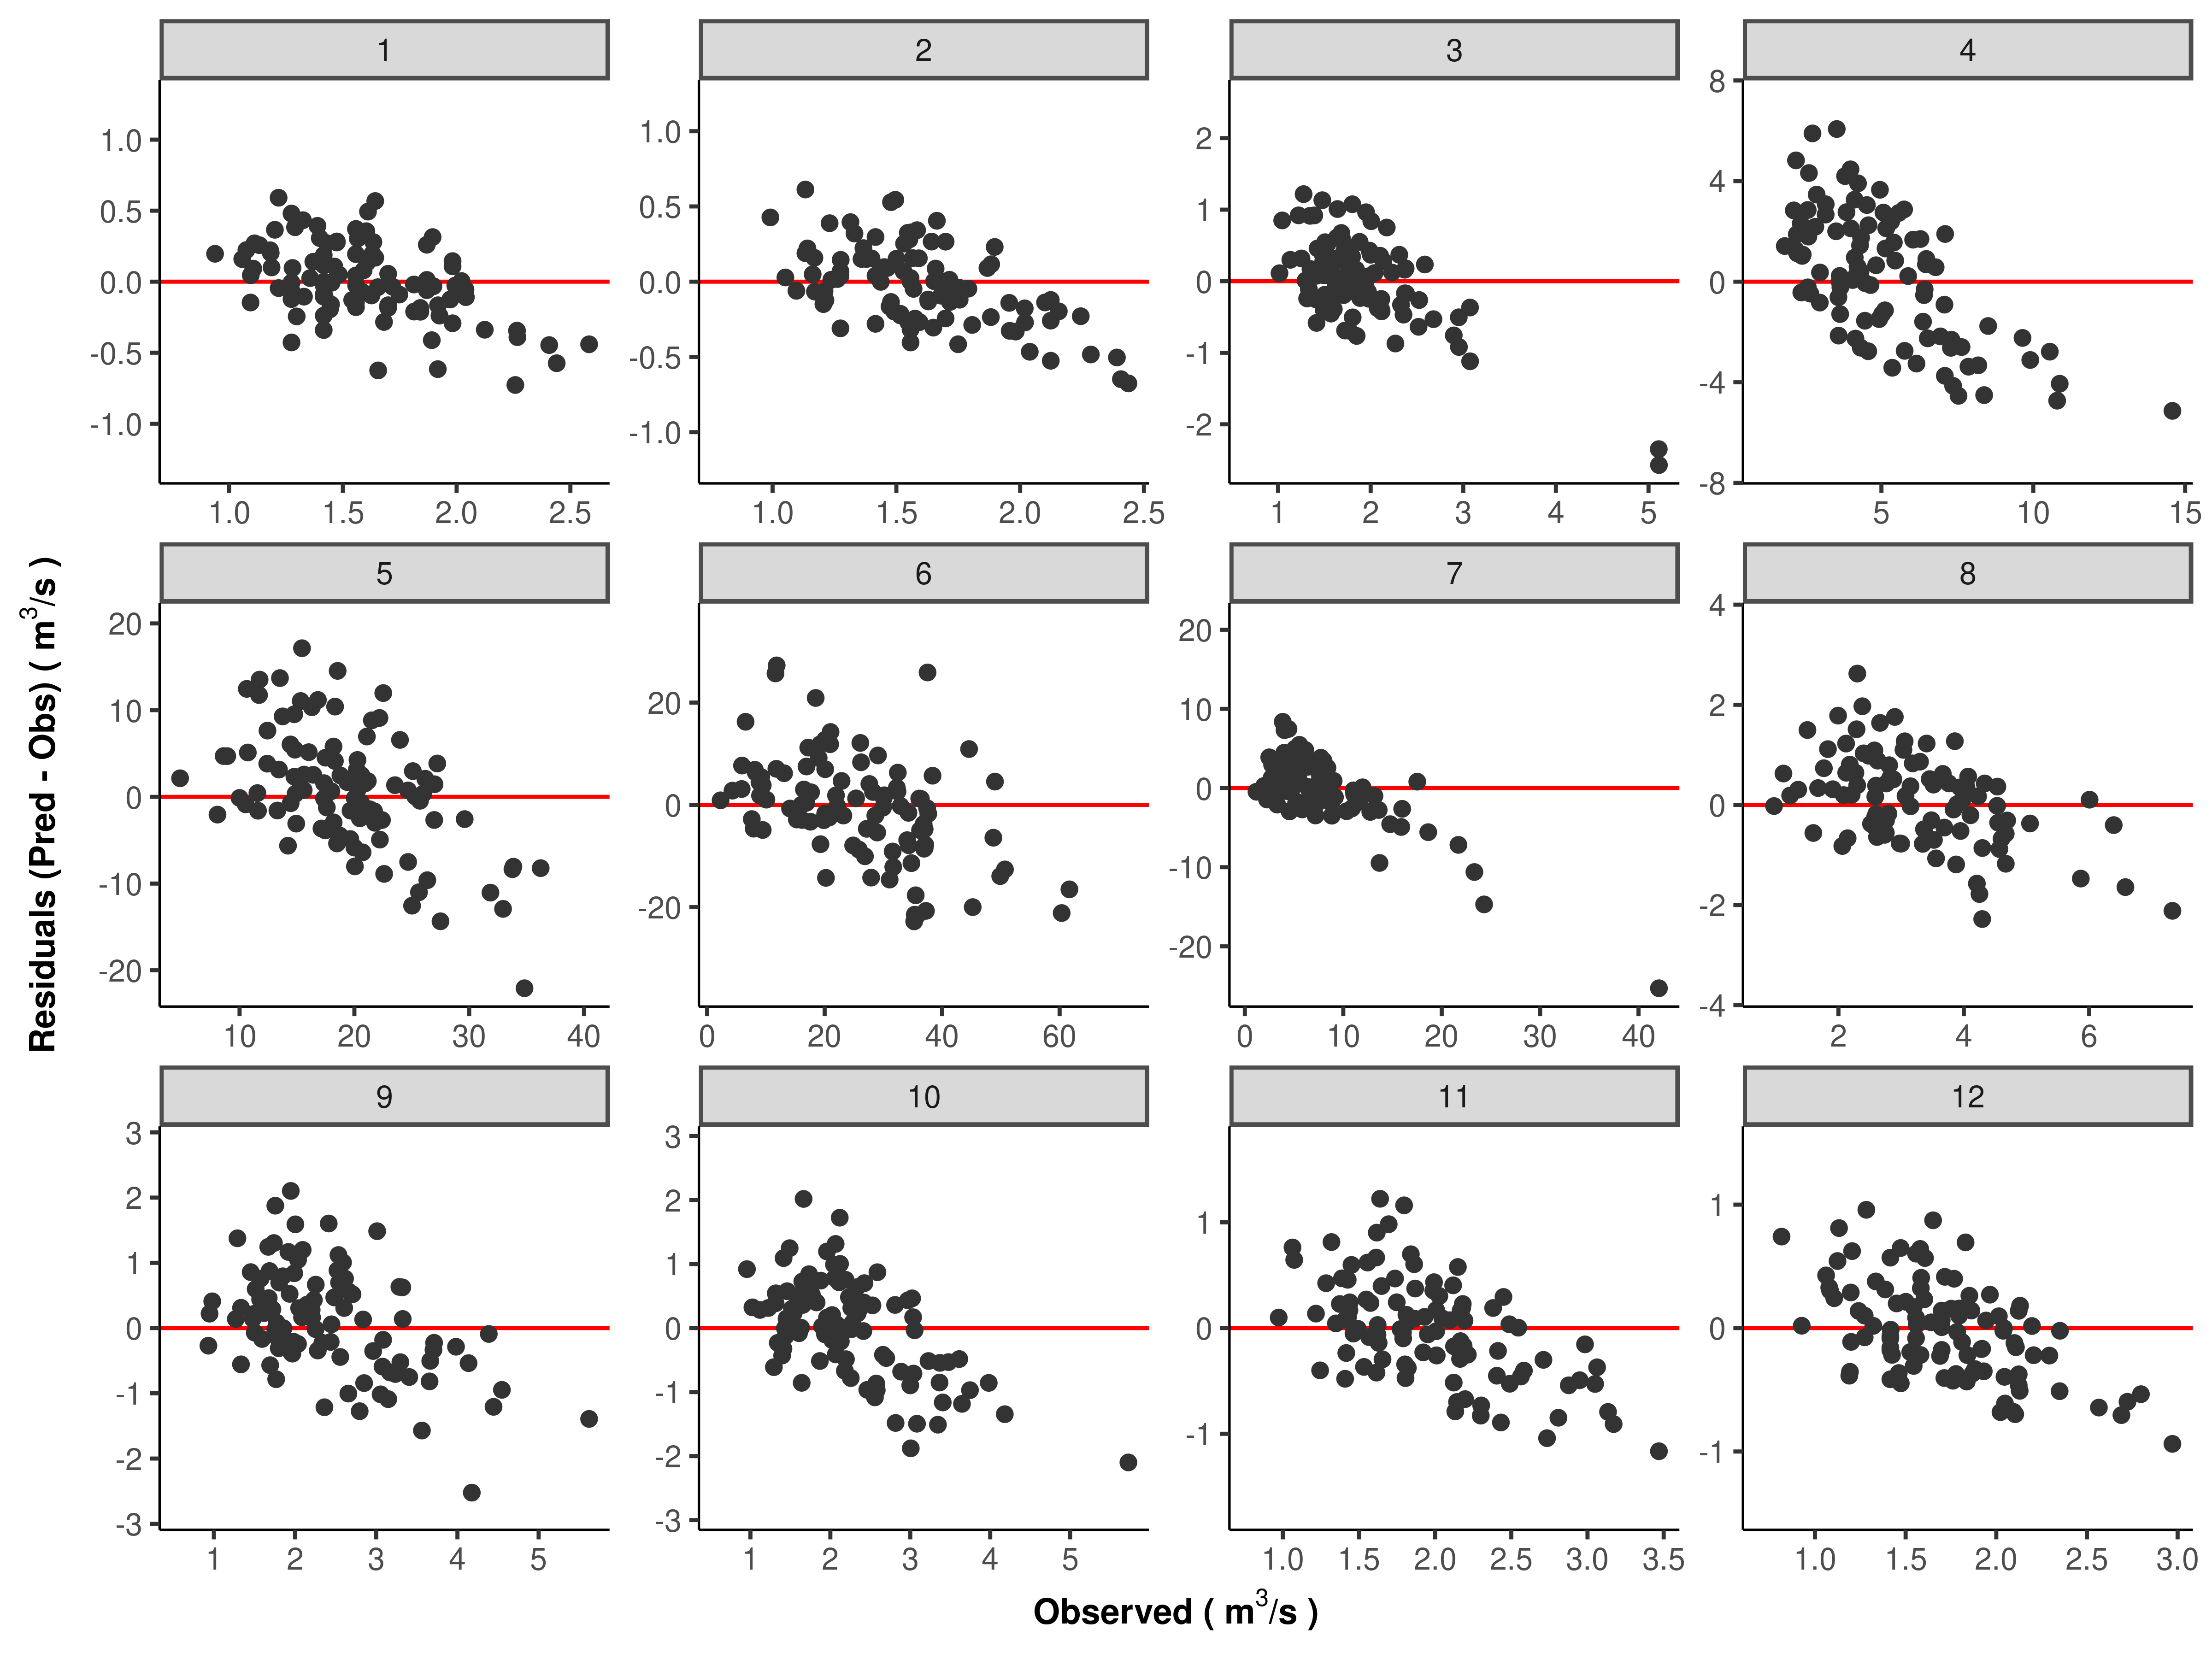 1 2 3 4
8
1.0 1.0 2
0.5 0.5 1 4
0.0 0.0 0 0
-0.5 -0.5 -1 -4
-1.0 -1.0 -2 -8
1.0 1.5 2.0 2.5 1.0 1.5 2.0 2.5 1 2 3 4 5 5 10 15
5 6 7 8
20 20 20 4
10 10 2
0 0 0 0
-10 -20 -10 -2
-20 -20 -4
10 20 30 40 0 20 40 60 0 10 20 30 40 2 4 6
9 10 11 12
3 3
2 2 1 1
1 1
0 0 0 0
-1 -1 -1 -1
-2 -2
-3 -3
1 2 3 4 5 1 2 3 4 5 1.0 1.5 2.0 2.5 3.0 3.5 1.0 1.5 2.0 2.5 3.0
Residuals (Pred - Obs) ( m³/s )
Observed ( m³/s )